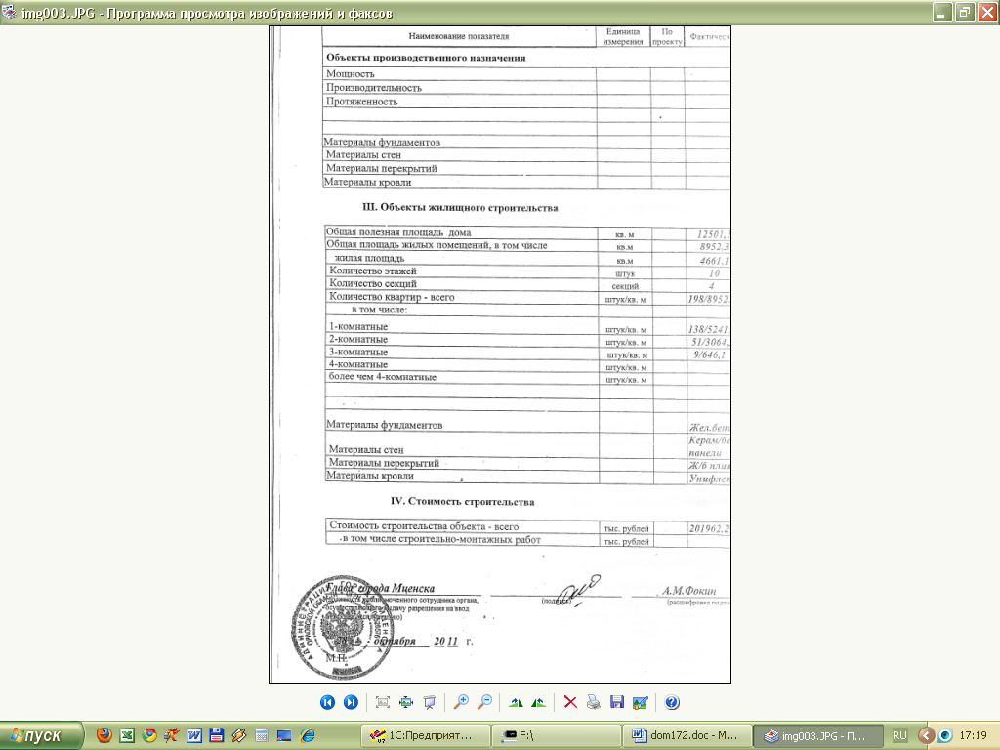 img003.JPG - Программа просмотра изображений и факсов
Наименование показателя Единица измерения По проекту Фактическ
Объекты производственного назначения
Мощность
Производительность
Протяженность
Материалы фундаментов
Материалы стен
Материалы перекрытий
Материалы кровли
III. Объекты жилищного строительства
Общая полезная площадь дома кв. м 12501,1
Общая площадь жилых помещений, в том числе кв.м 8952,3
жилая площадь кв.м 4661.1
Количество этажей штук 10
Количество секций секций 4
Количество квартир - всего штук/кв. м 198/8952.
в том числе:
1-комнатные штук/кв. м 138/5241.
2-комнатные штук/кв. м 51/3064,
3-комнатные штук/кв. м 9/646,1
4-комнатные штук/кв. м
более чем 4-комнатные штук/кв. м
Материалы фундаментов Жел.бет
Керам/бе
Материалы стен панели
Материалы перекрытий Ж/б плит
Материалы кровли Унифлек
IV. Стоимость строительства
Стоимость строительства объекта - всего тыс. рублей 201962,2
в том числе строительно-монтажных работ тыс. рублей
Глава города Мценска А.М.Фокин
уполномоченного сотрудника органа, (подпись) (расшифровка подпи
выдачу разрешения на ввод
октября 2011 г.
М.П.
пуск 1С:Предприят... F:\ dom172.doc - M... img003.JPG - П... RU 17:19